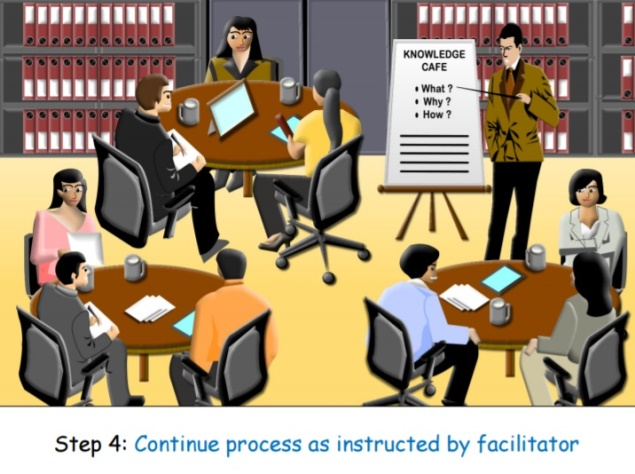 KNOWLEDGE
CAFE
• What ?
• Why ?
• How ?
Step 4: Continue process as instructed by facilitator